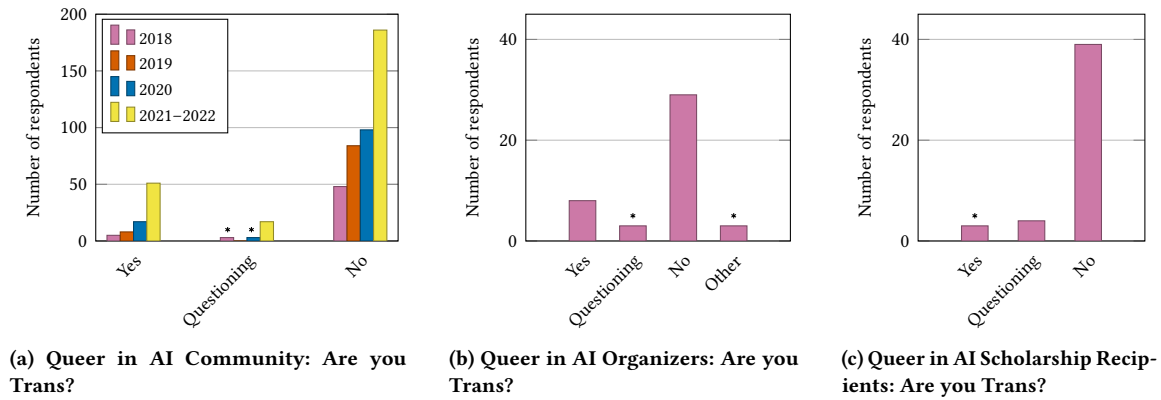 200
150
100
50
0
Number of respondents
2018
2019
2020
2021–2022
* *
Yes
Questioning
No
(a) Queer in AI Community: Are you
Trans?
40
20
0
Number of respondents
* *
Yes
Questioning
No
Other
(b) Queer in AI Organizers: Are you
Trans?
40
20
0
Number of respondents
*
Yes
Questioning
No
(c) Queer in AI Scholarship Recip-
ients: Are you Trans?